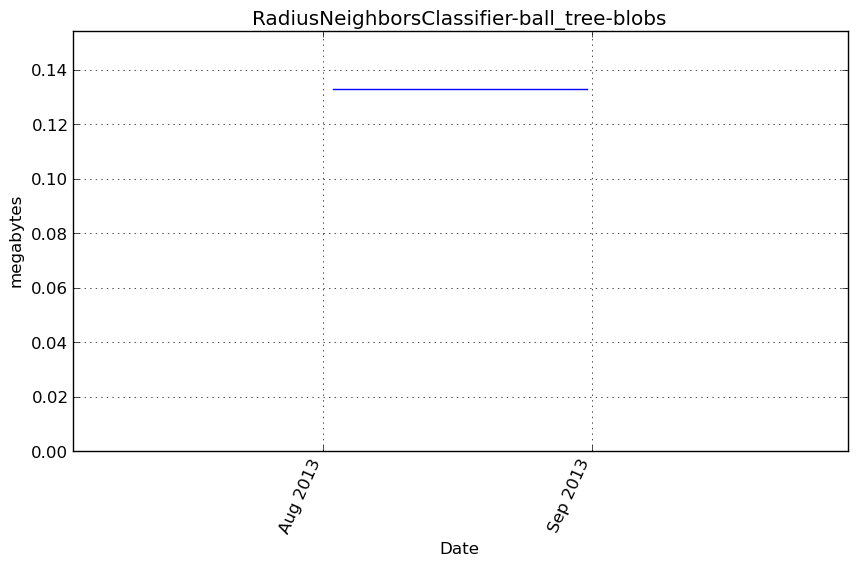 RadiusNeighborsClassifier-ball_tree-blobs
0.14
0.12
0.10
0.08
0.06
0.04
0.02
0.00
megabytes
Aug 2013
Sep 2013
Date